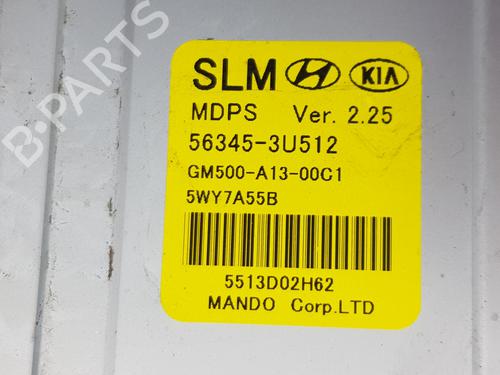 SLM H KIA
MDPS Ver. 2.25
56345-3U512
GM500-A13-00C1
5WY7A55B
5513D02H62
MANDO Corp.LTD
B-PARTS